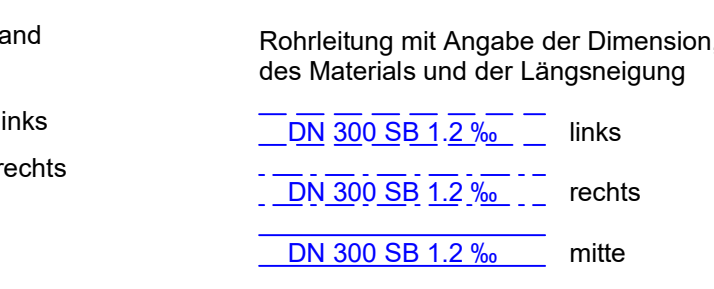 and
links
rechts
Rohrleitung mit Angabe der Dimension
des Materials und der Längsneigung
DN 300 SB 1.2 ‰ links
DN 300 SB 1.2 ‰ rechts
DN 300 SB 1.2 ‰ mitte